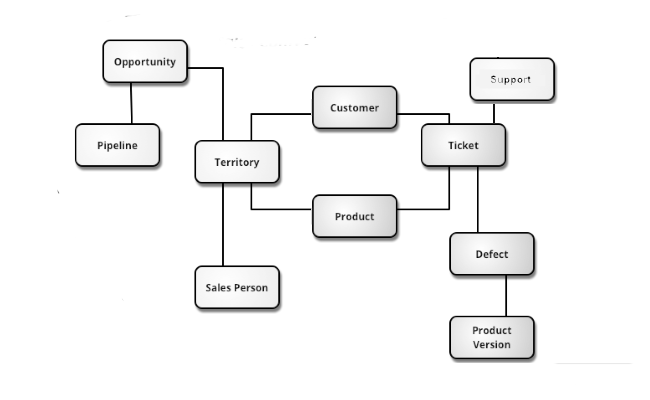 Opportunity
Support
Customer
Pipeline
Ticket
Territory
Product
Defect
Sales Person
Product
Version